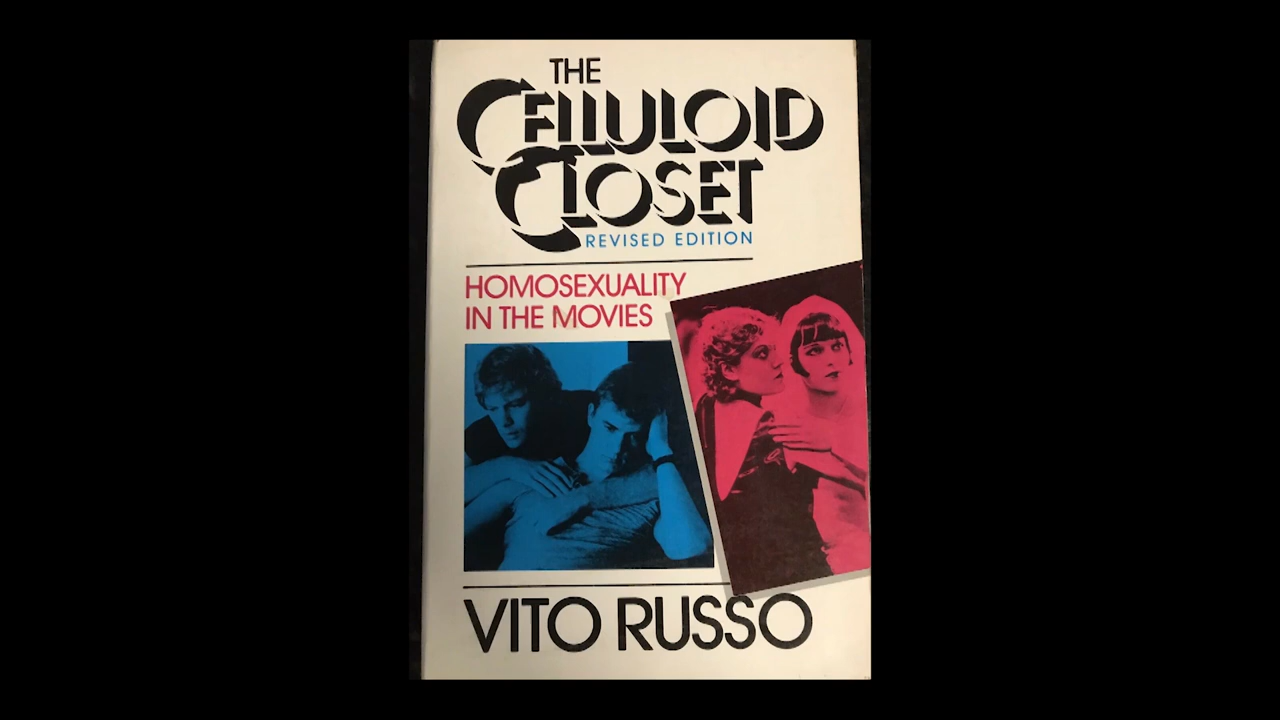 THE
CELLULOID
CLOSET
REVISED EDITION
HOMOSEXUALITY
IN THE MOVIES
VITO RUSSO